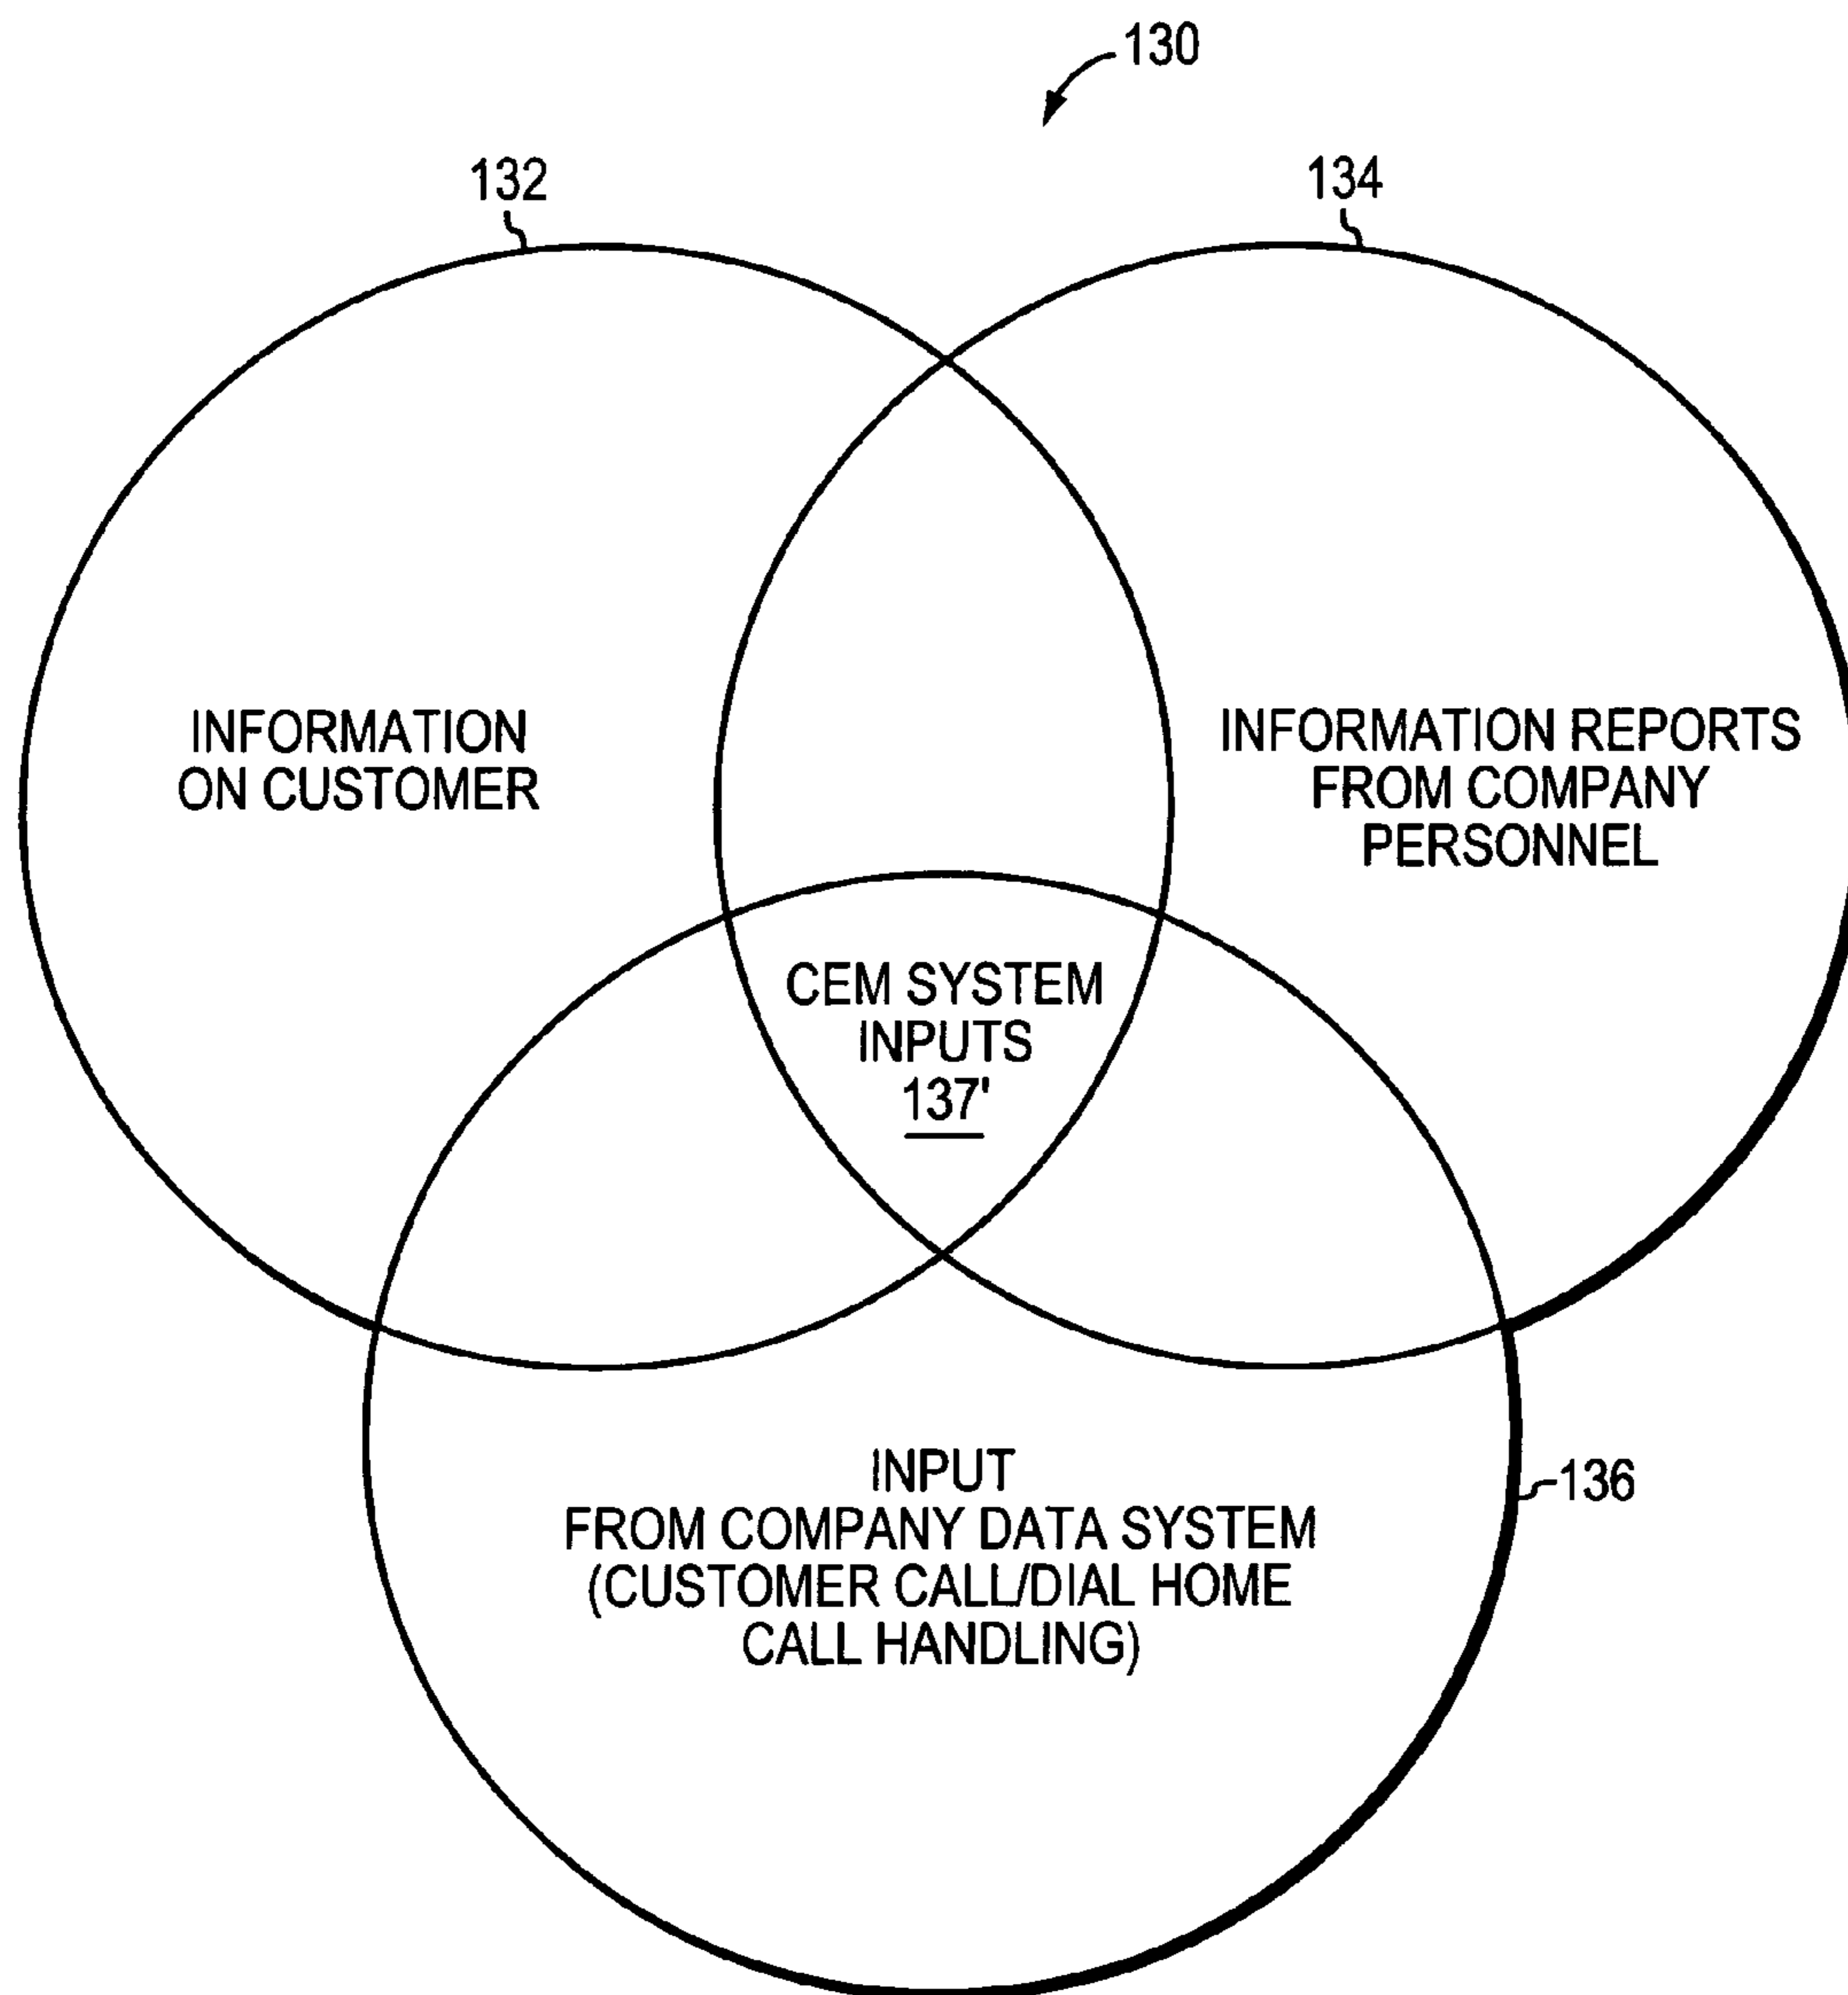 130
132
134
INFORMATION
ON CUSTOMER
INFORMATION REPORTS
FROM COMPANY
PERSONNEL
CEM SYSTEM
INPUTS
137'
INPUT
FROM COMPANY DATA SYSTEM
(CUSTOMER CALL/DIAL HOME
CALL HANDLING)
136